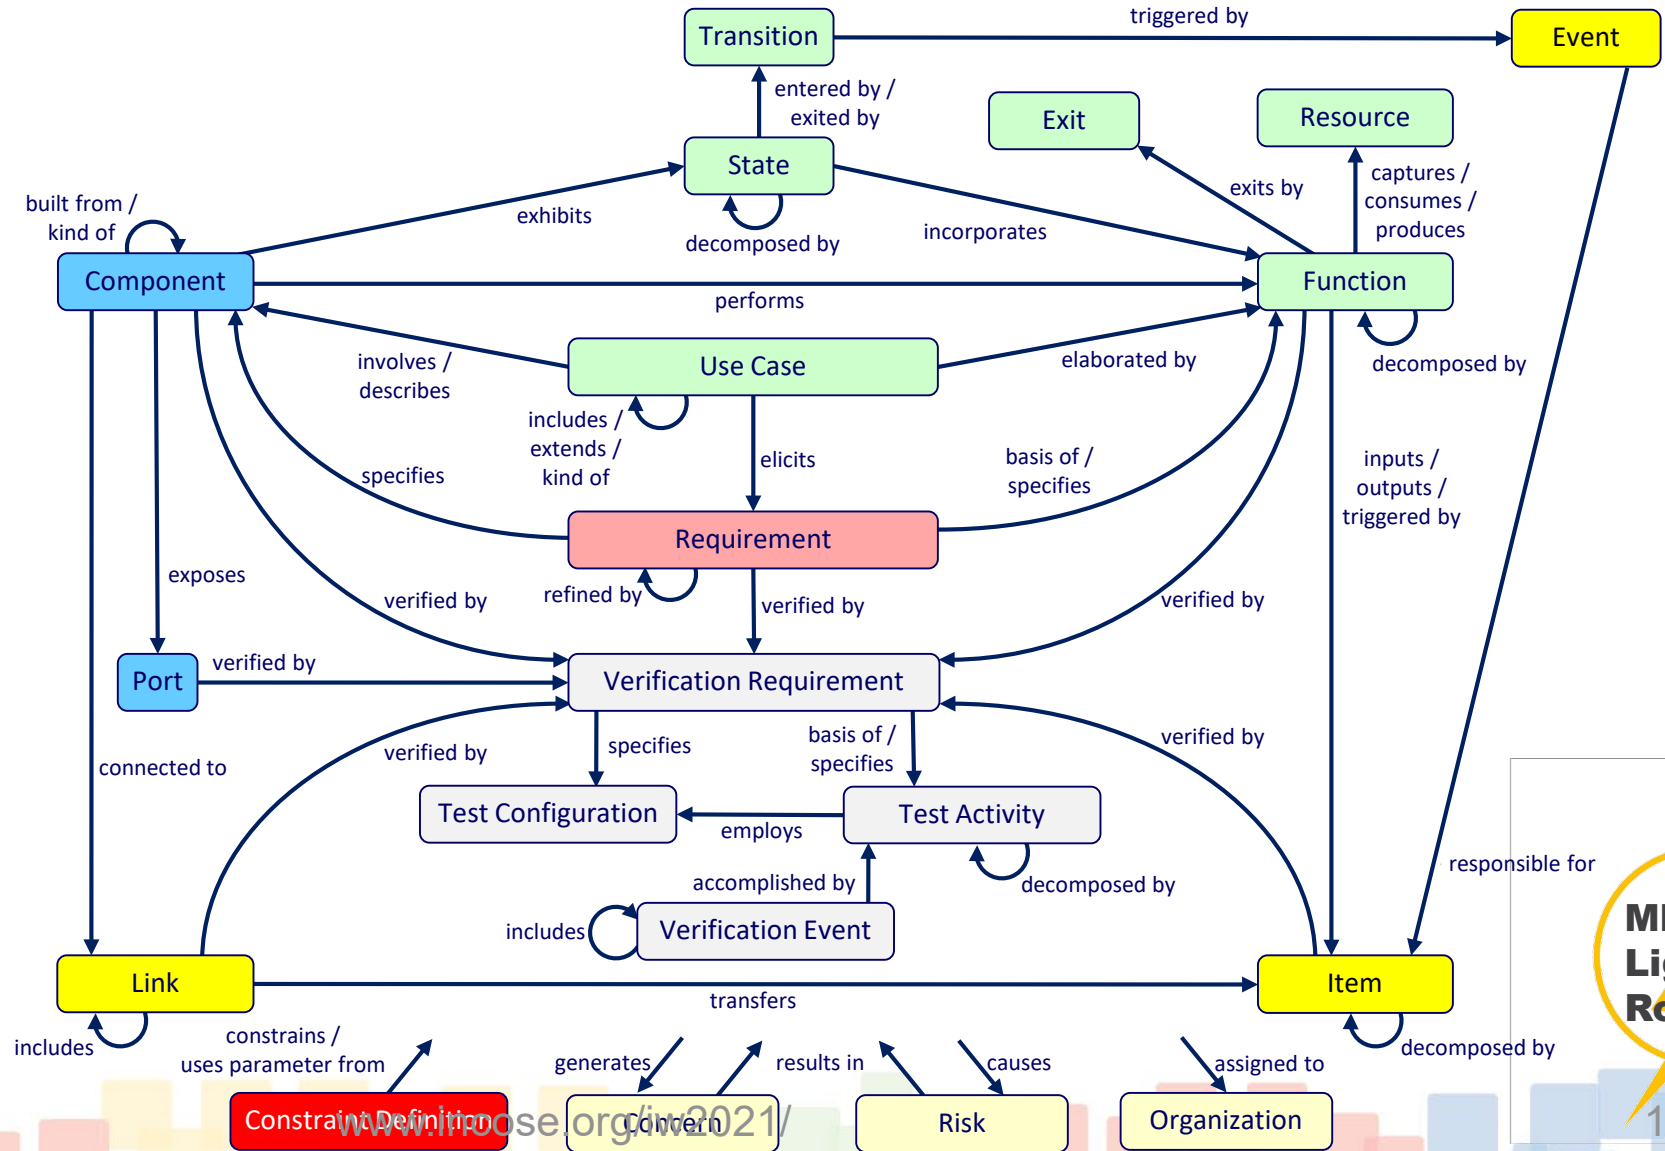 triggered by
Transition
Event
entered by /
exited by
Exit
Resource
State
captures /
consumes /
produces
exits by
built from /
kind of
exhibits
decomposed by
incorporates
Component
Function
performs
involves /
describes
Use Case
elaborated by
decomposed by
includes /
extends /
kind of
elicits
basis of /
specifies
specifies
inputs /
outputs /
triggered by
Requirement
exposes
refined by
verified by
verified by
verified by
Port
verified by
Verification Requirement
verified by
specifies
basis of /
specifies
verified by
connected to
Test Configuration
employs
Test Activity
responsible for
accomplished by
decomposed by
includes
Verification Event
Link
transfers
Item
includes
constrains /
uses parameter from
generates
results in
causes
assigned to
decomposed by
Constraint Definition
Concern
Risk
Organization
www.incose.org/iw2021/
1